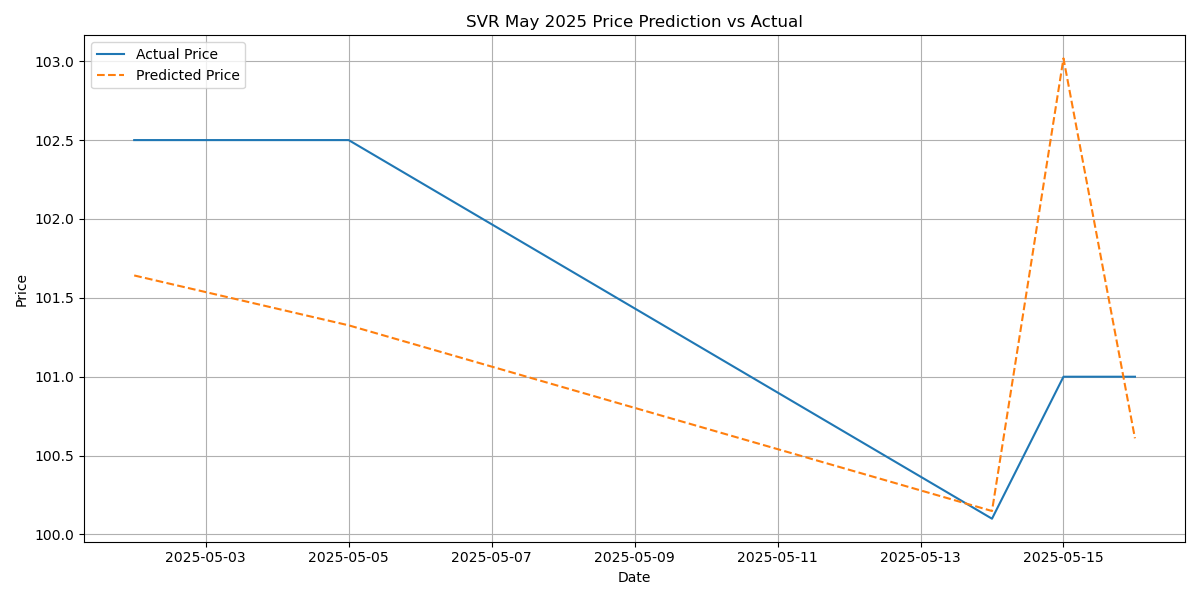 SVR May 2025 Price Prediction vs Actual
Actual Price
Predicted Price
103.0
102.5
102.0
101.5
101.0
100.5
100.0
Price
2025-05-03
2025-05-05
2025-05-07
2025-05-09
2025-05-11
2025-05-13
2025-05-15
Date